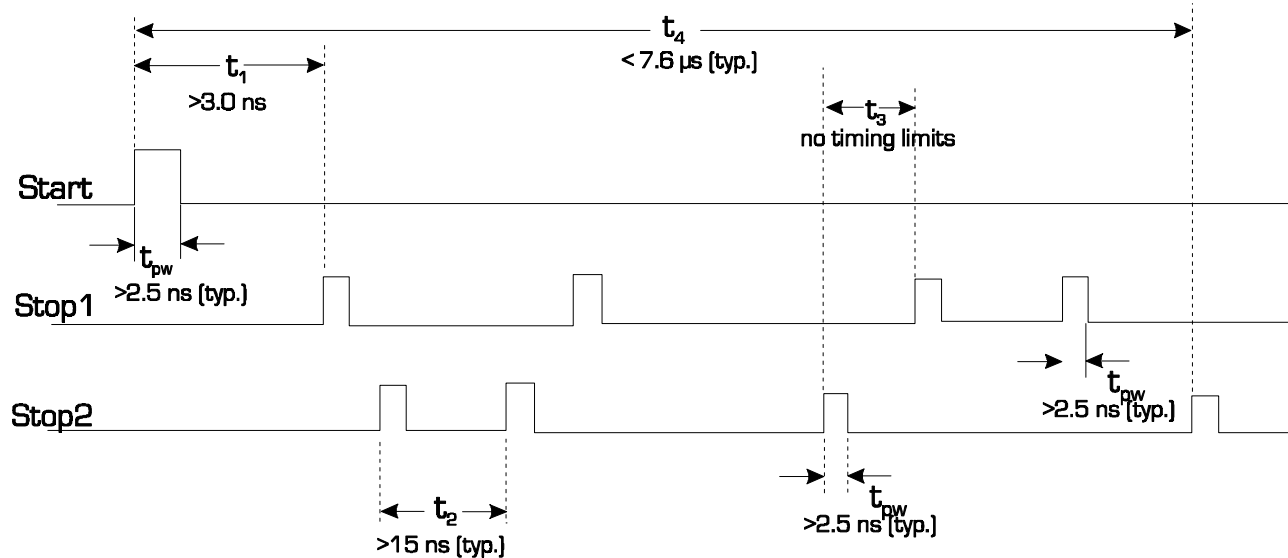 t4
< 7.6 µs (typ.)
t1
>3.0 ns
t3
no timing limits
Start
tpw
>2.5 ns (typ.)
Stop1
tpw
>2.5 ns (typ.)
Stop2
t2
>15 ns (typ.)
tpw
>2.5 ns (typ.)